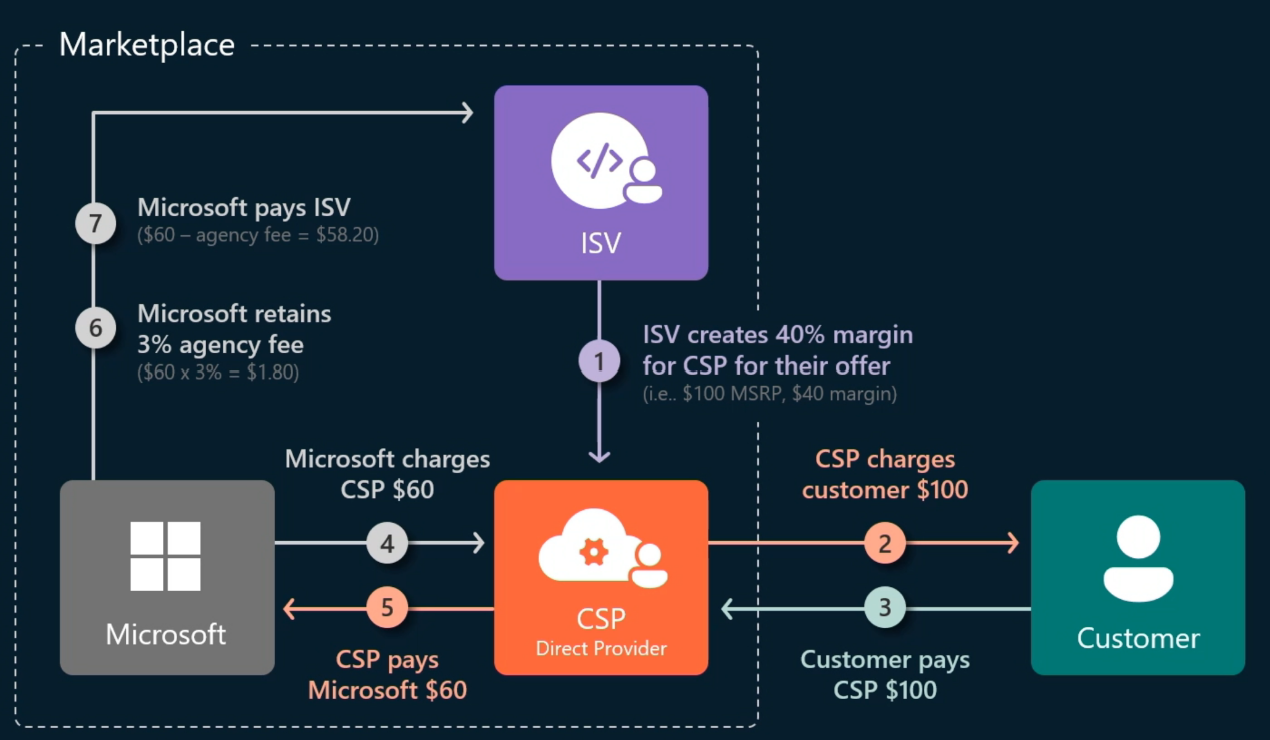 Marketplace
</>
ISV
7
Microsoft pays ISV
($60 – agency fee = $58.20)
6
Microsoft retains
3% agency fee
($60 x 3% = $1.80)
1
ISV creates 40% margin
for CSP for their offer
(i.e.. $100 MSRP, $40 margin)
Microsoft charges
CSP $60
4
5
CSP pays
Microsoft $60
Microsoft
CSP
Direct Provider
CSP charges
customer $100
2
3
Customer pays
CSP $100
Customer